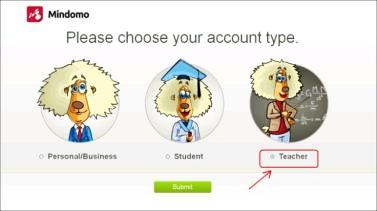 Mindomo
Please choose your account type.
Personal/Business
Student
Teacher
Submit